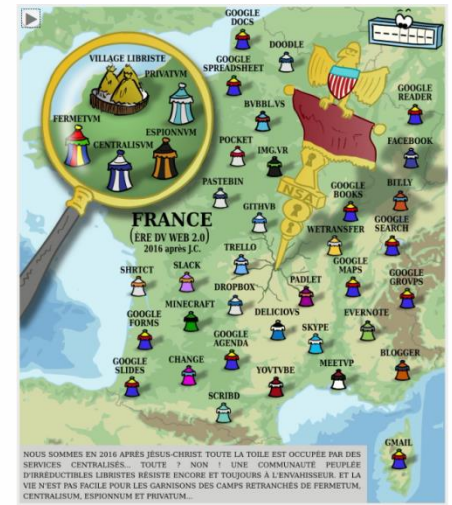 GOOGLE
DOCS
DOODLE
GOOGLE
SPREADSHEET
VILLAGE LIBRISTE
PRIVATVM
GOOGLE
READER
BVBBL.VS
FERMETVM
ESPIONNVM
CENTRALISVM
POCKET
IMG.VR
FACEBOOK
NSA
PASTEBIN
GOOGLE
BOOKS
BIT.LY
GITHVB
FRANCE
(ÈRE DV WEB 2.0)
2016 après J.C.
WETRANSFER
GOOGLE
SEARCH
TRELLO
GOOGLE
MAPS
SHRTCT
SLACK
GOOGLE
GROVPS
DROPBOX
PADLET
MINECRAFT
DELICIOVS
EVERNOTE
GOOGLE
FORMS
SKYPE
GOOGLE
AGENDA
BLOGGER
GOOGLE
SLIDES
CHANGE
YOVTVBE
MEETVP
SCRIBD
GMAIL
NOUS SOMMES EN 2016 APRÈS JÉSUS-CHRIST. TOUTE LA TOILE EST OCCUPÉE PAR DES
SERVICES CENTRALISÉS... TOUTE ? NON ! UNE COMMUNAUTÉ PEUPLÉE
D'IRRÉDUCTIBLES LIBRISTES RÉSISTE ENCORE ET TOUJOURS À L'ENVAHISSEUR. ET LA
VIE N'EST PAS FACILE POUR LES GARNISONS DES CAMPS RETRANCHÉS DE FERMETUM,
CENTRALISUM, ESPIONNUM ET PRIVATUM...